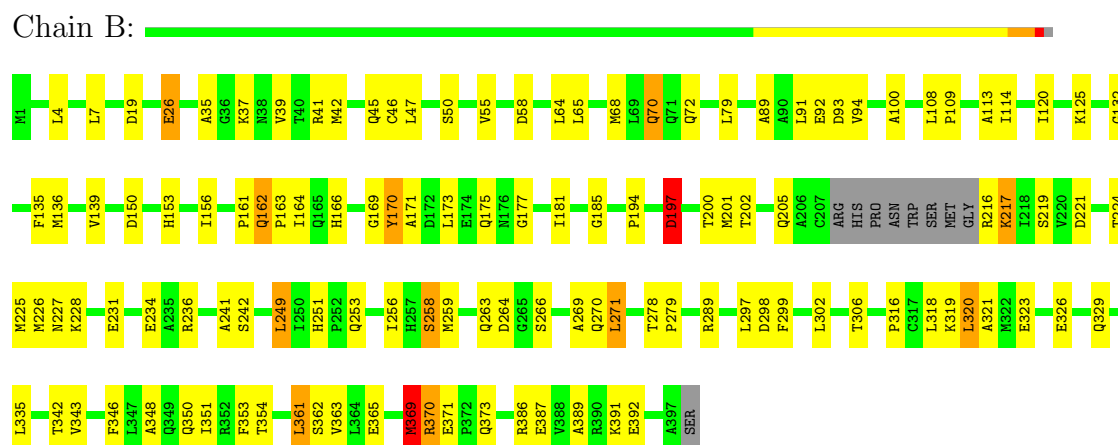 Chain B:
M1 L4 L7 D19 E26 A35 G36 K37 N38 V39 T40 R41 M42 Q45 C46 L47 S50 V55 D58 L64 L65 M68 L69 Q70 Q71 Q72 L79 A89 A90 L91 E92 D93 V94 A100 L108 P109 A113 I114 I120 K125
F135 M136 V139 D150 H153 I156 P161 Q162 P163 I164 Q165 H166 G169 Y170 A171 D172 L173 E174 Q175 N176 G177 I181 G185 P194 D197 T200 M201 T202 Q205 A206 C207 ARG HIS PRO ASN TRP SER MET GLY R216 K217 I218 S219 V220 D221 T224
M225 M226 N227 K228 E231 E234 A235 R236 A241 S242 L249 I250 H251 P252 Q253 I256 H257 S258 M259 Q263 D264 G265 S266 A269 Q270 L271 T278 P279 R289 L297 D298 F299 L302 T306 P316 C317 L318 K319 L320 A321 M322 E323 E326 Q329
L335 T342 V343 F346 L347 A348 Q349 Q350 I351 R352 F353 T354 L361 S362 V363 L364 E365 M369 R370 E371 P372 Q373 R386 E387 V388 A389 R390 K391 E392 A397 SER